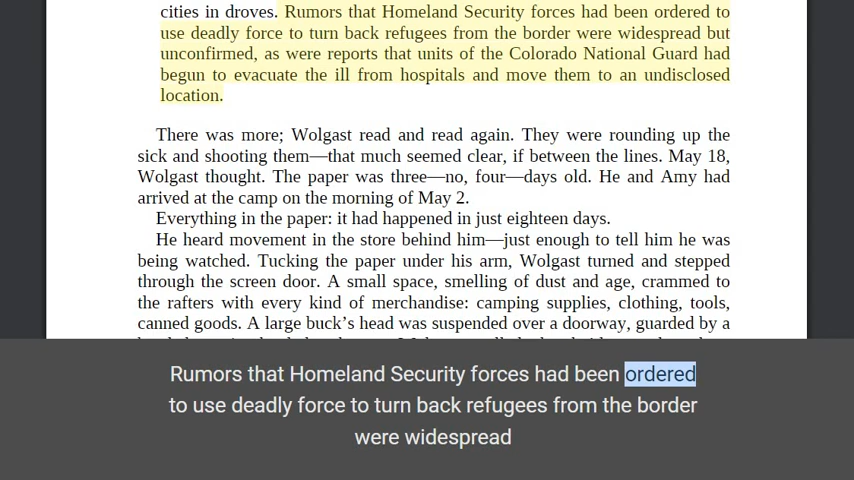 cities in droves. Rumors that Homeland Security forces had been ordered to
use deadly force to turn back refugees from the border were widespread but
unconfirmed, as were reports that units of the Colorado National Guard had
begun to evacuate the ill from hospitals and move them to an undisclosed
location.
There was more; Wolgast read and read again. They were rounding up the
sick and shooting them—that much seemed clear, if between the lines. May 18,
Wolgast thought. The paper was three—no, four—days old. He and Amy had
arrived at the camp on the morning of May 2.
Everything in the paper: it had happened in just eighteen days.
He heard movement in the store behind him—just enough to tell him he was
being watched. Tucking the paper under his arm, Wolgast turned and stepped
through the screen door. A small space, smelling of dust and age, crammed to
the rafters with every kind of merchandise: camping supplies, clothing, tools,
canned goods. A large buck’s head was suspended over a doorway, guarded by a
Rumors that Homeland Security forces had been ordered
to use deadly force to turn back refugees from the border
were widespread